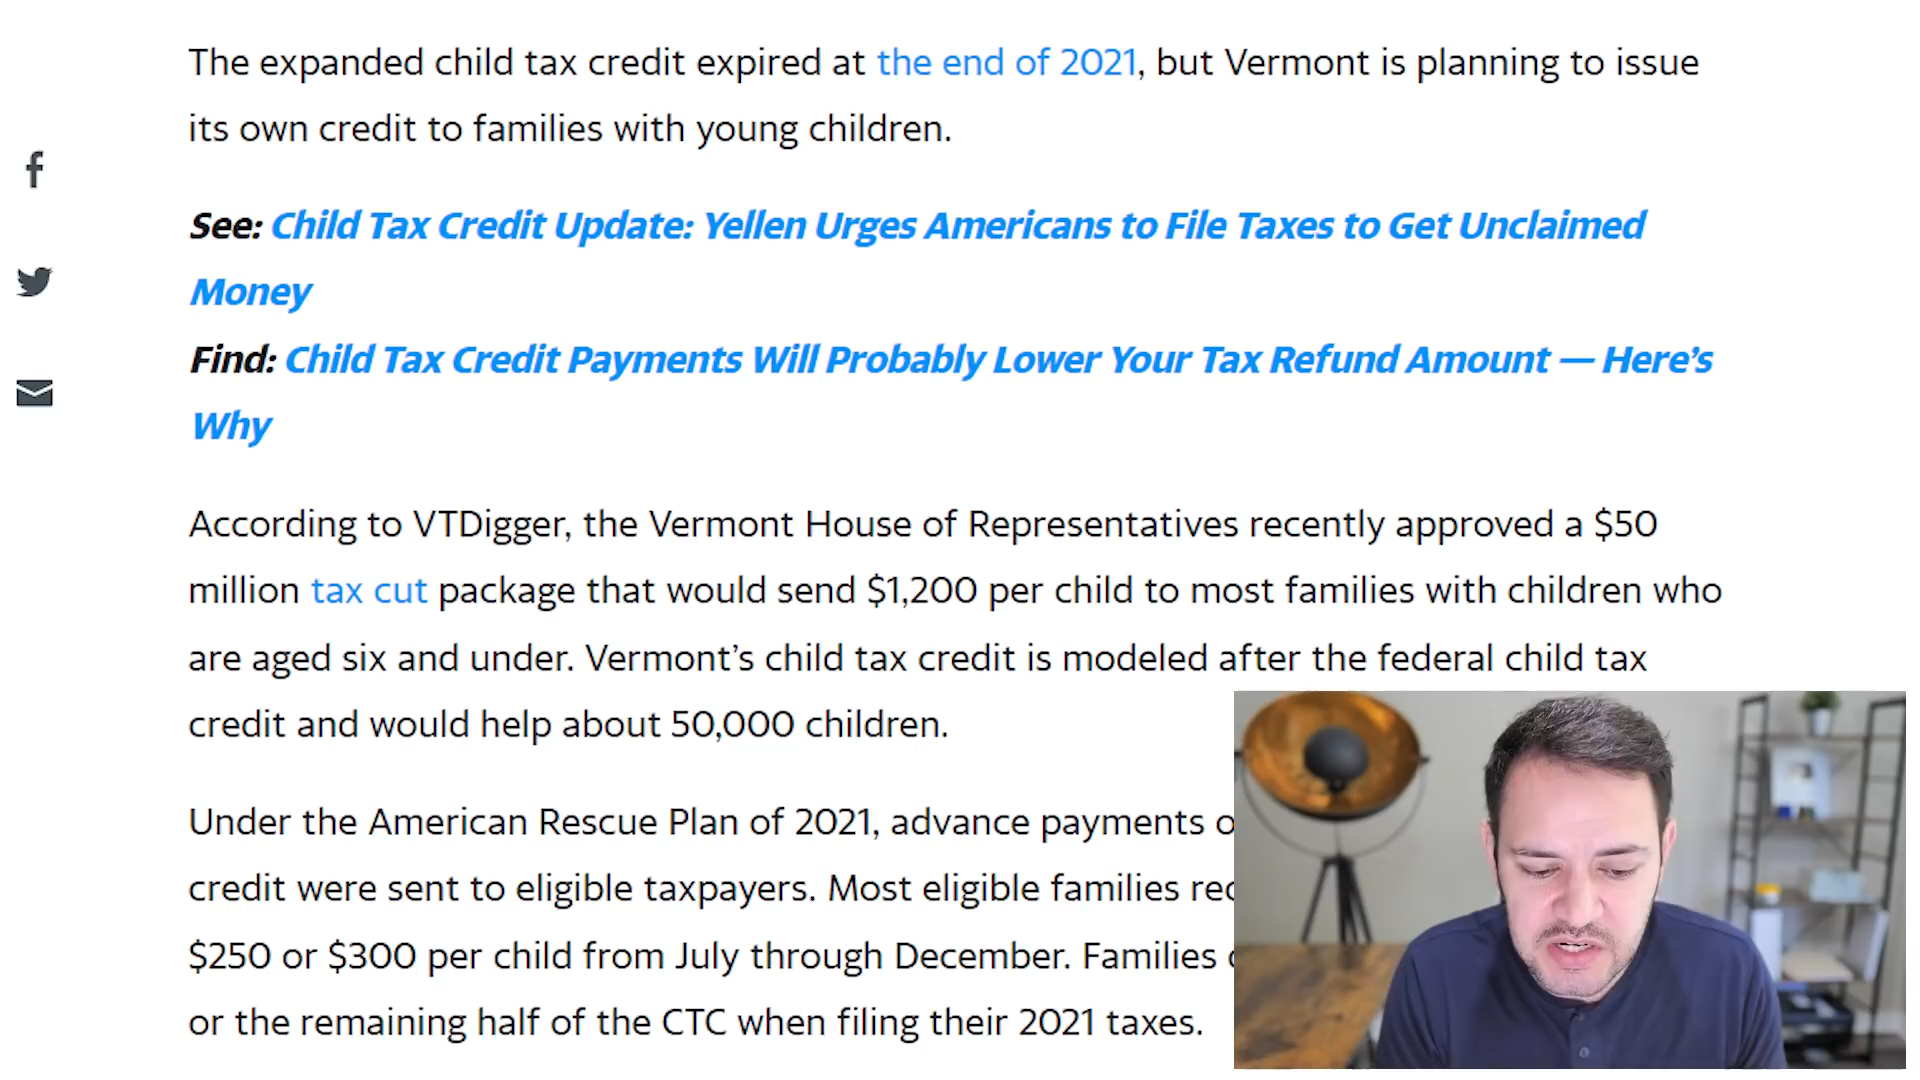 The expanded child tax credit expired at the end of 2021, but Vermont is planning to issue
its own credit to families with young children.
See: Child Tax Credit Update: Yellen Urges Americans to File Taxes to Get Unclaimed
Money
Find: Child Tax Credit Payments Will Probably Lower Your Tax Refund Amount — Here’s
Why
According to VTDigger, the Vermont House of Representatives recently approved a $50
million tax cut package that would send $1,200 per child to most families with children who
are aged six and under. Vermont’s child tax credit is modeled after the federal child tax
credit and would help about 50,000 children.
Under the American Rescue Plan of 2021, advance payments
credit were sent to eligible taxpayers. Most eligible families
$250 or $300 per child from July through December. Families
or the remaining half of the CTC when filing their 2021 taxes.